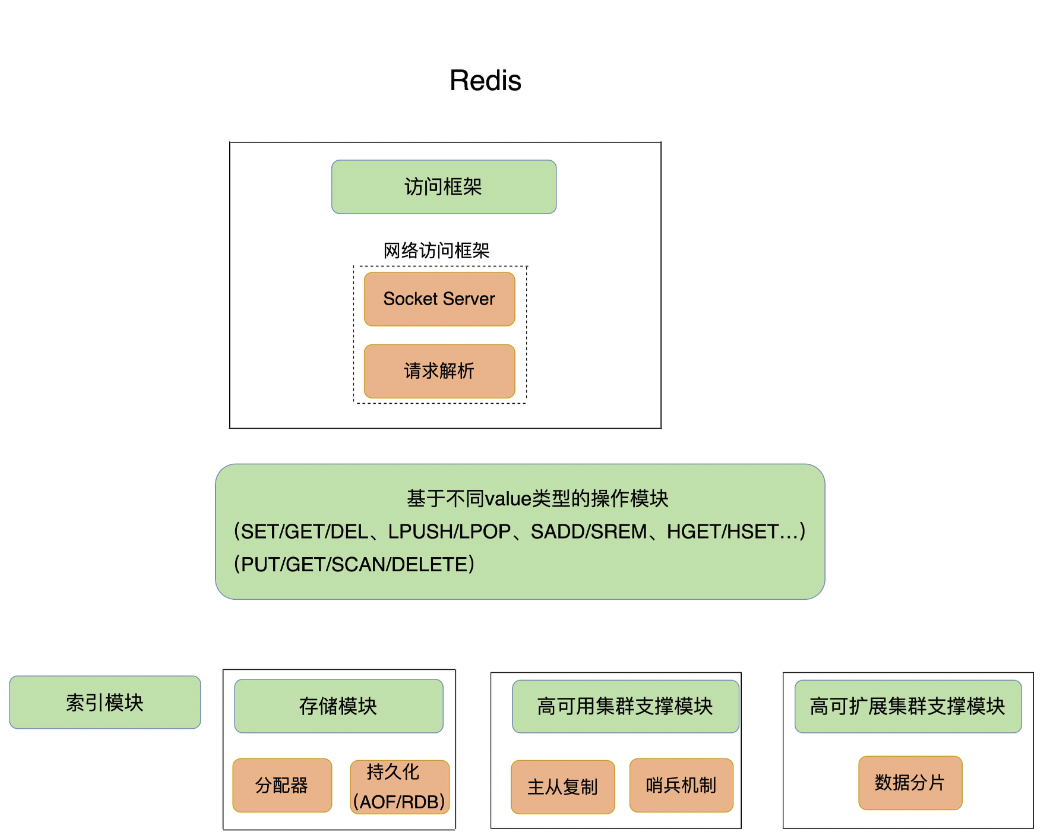 Redis
访问框架
网络访问框架
Socket Server
请求解析
基于不同value类型的操作模块
（SET/GET/DEL、LPUSH/LPOP、SADD/SREM、HGET/HSET...）
（PUT/GET/SCAN/DELETE）
索引模块
存储模块
分配器
持久化
（AOF/RDB）
高可用集群支撑模块
主从复制
哨兵机制
高可扩展集群支撑模块
数据分片